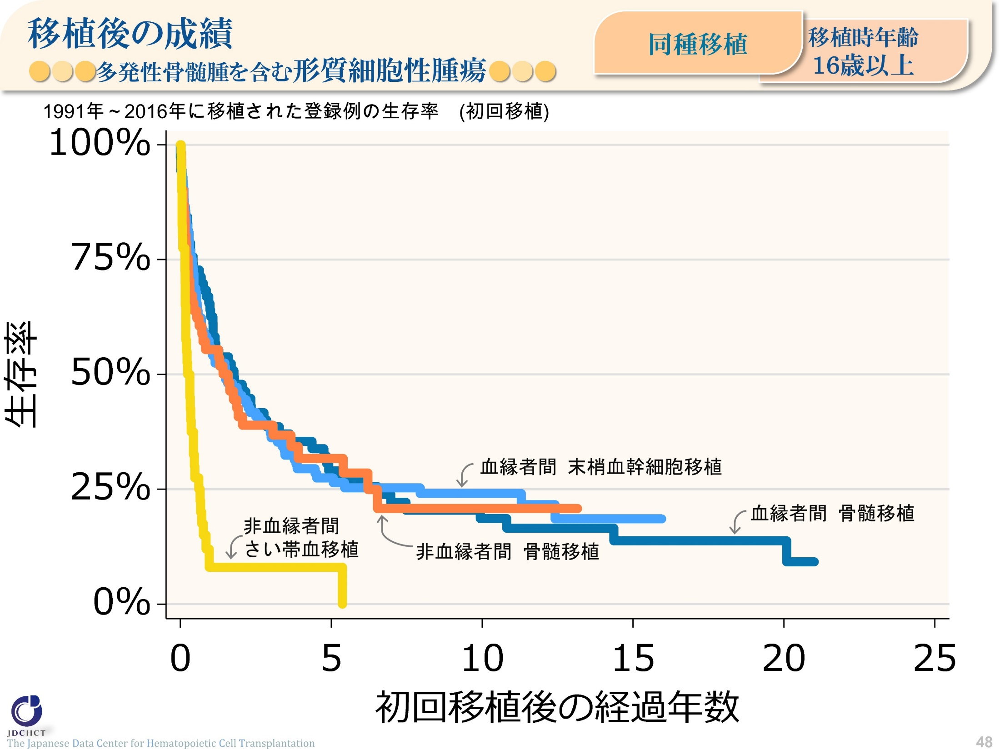 移植後の成績
多発性骨髄腫を含む形質細胞性腫瘍
同種移植
移植時年齢
16歳以上
1991年～2016年に移植された登録例の生存率　(初回移植)
100%
75%
50%
25%
0%
生存率
血縁者間 末梢血幹細胞移植
血縁者間 骨髄移植
非血縁者間
さい帯血移植
非血縁者間 骨髄移植
0 5 10 15 20 25
初回移植後の経過年数
JDCHCT
The Japanese Data Center for Hematopoietic Cell Transplantation
48